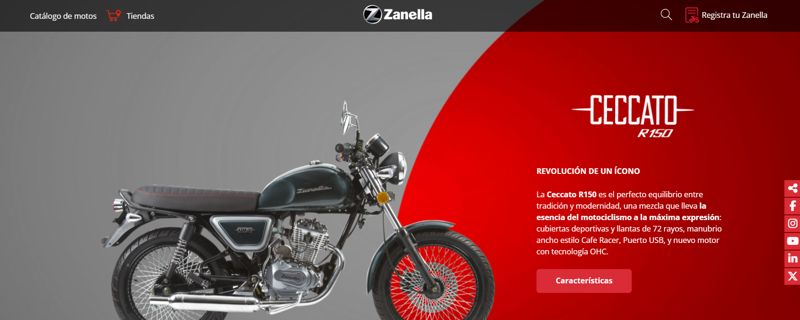 Catálogo de motos
Tiendas
Zanella
Registra tu Zanella
CECCATO
R150
REVOLUCIÓN DE UN ÍCONO
La Ceccato R150 es el perfecto equilibrio entre
tradición y modernidad, una mezcla que lleva la
esencia del motociclismo a la máxima expresión:
cubiertas deportivas y llantas de 72 rayos, manubrio
ancho estilo Cafe Racer, Puerto USB, y nuevo motor
con tecnología OHC.
Características
Zanella